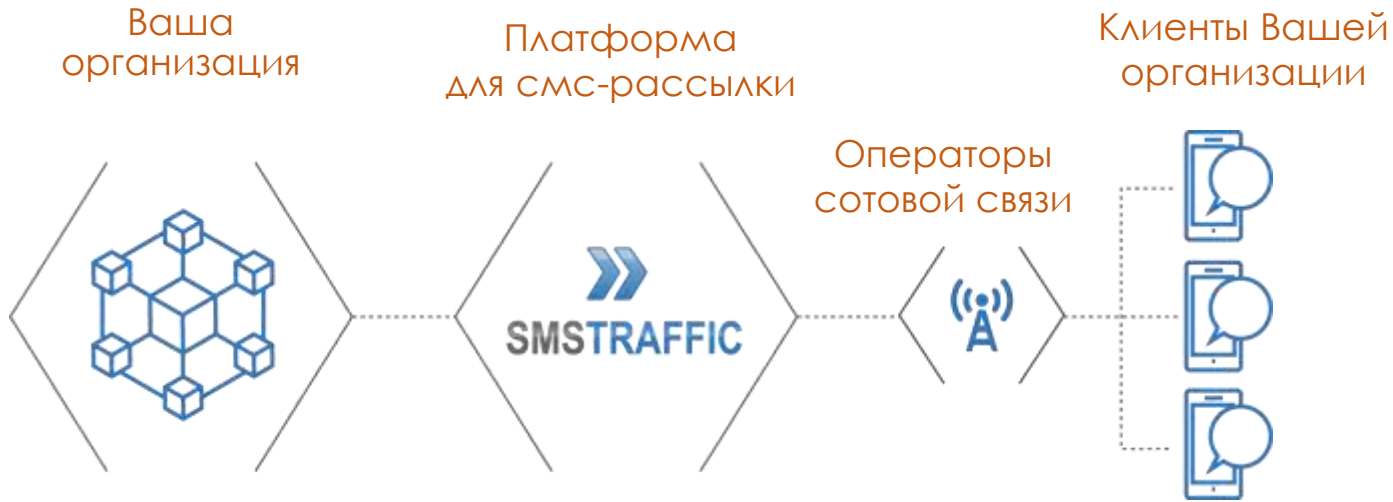 Ваша
организация
Платформа
для смс-рассылки
Клиенты Вашей
организации
Операторы
сотовой связи
SMSTRAFFIC